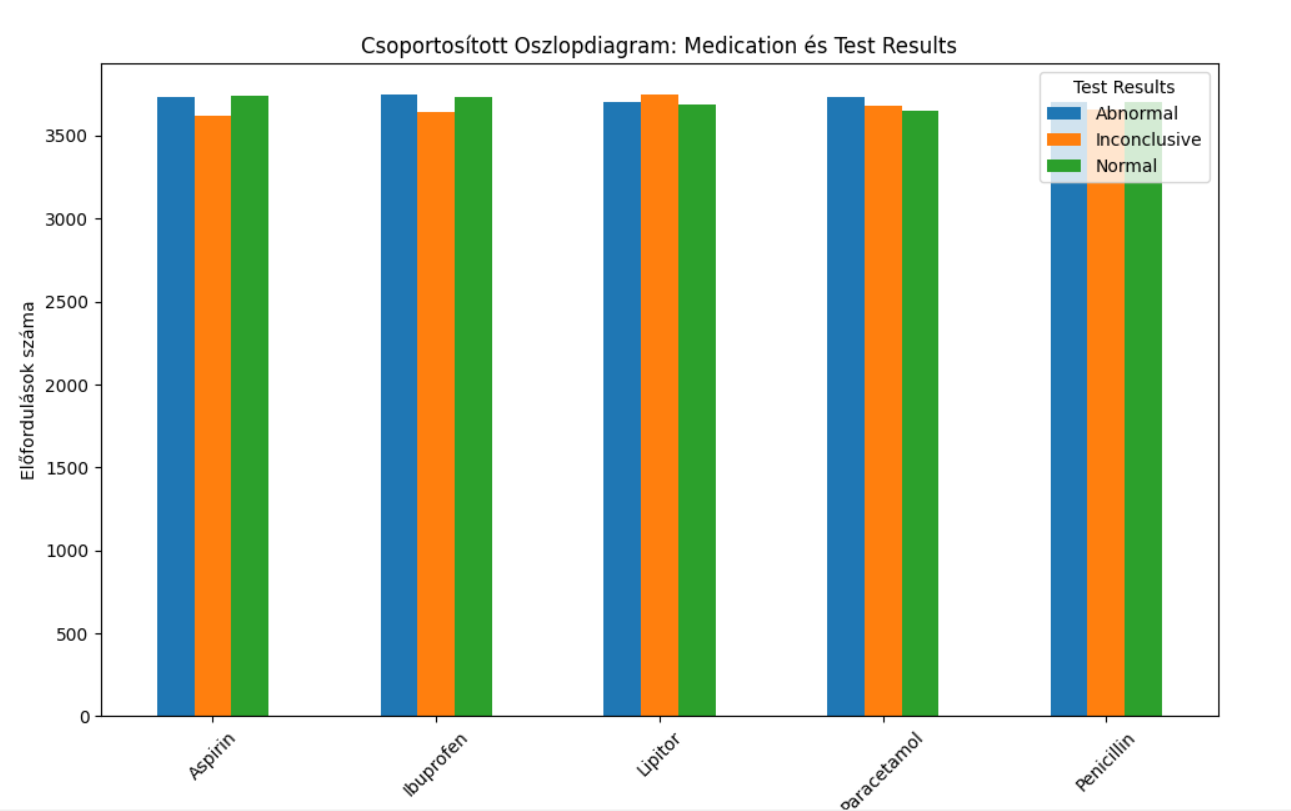 Csoportosított Oszlopdiagram: Medication és Test Results
Test Results
Abnormal
Inconclusive
Normal
Előfordulások száma
3500
3000
2500
2000
1500
1000
500
0
Aspirin
Ibuprofen
Lipitor
Paracetamol
Penicillin